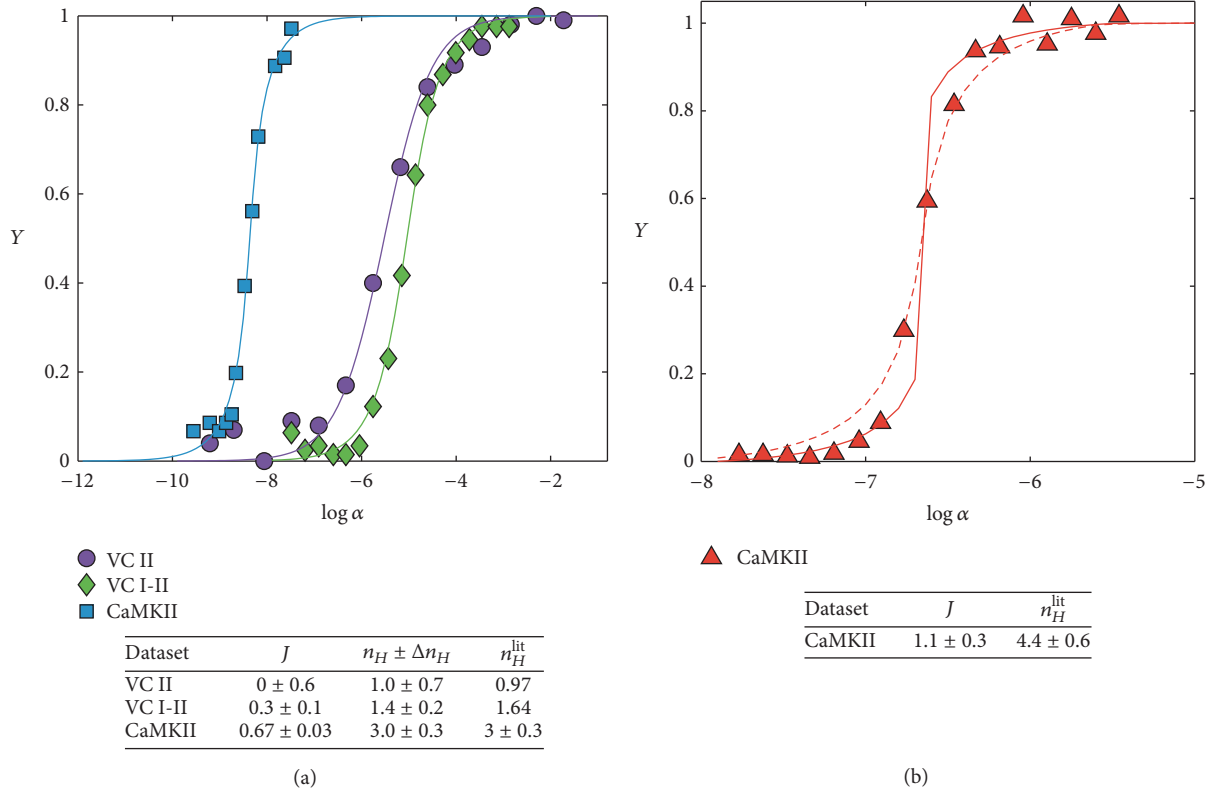 1
0.8
0.6
0.4
0.2
0
Y
−12
−10
−8
−6
−4
−2
log α
VC II
VC I-II
CaMKII
Dataset J n_H ± Δn_H n_H^lit
VC II 0 ± 0.6 1.0 ± 0.7 0.97
VC I-II 0.3 ± 0.1 1.4 ± 0.2 1.64
CaMKII 0.67 ± 0.03 3.0 ± 0.3 3 ± 0.3
(a)
1
0.8
0.6
0.4
0.2
0
Y
−8
−7
−6
−5
log α
CaMKII
Dataset J n_H^lit
CaMKII 1.1 ± 0.3 4.4 ± 0.6
(b)